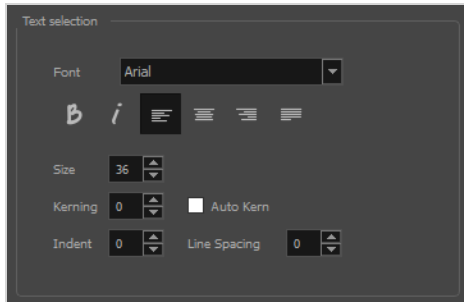 Text selection
Font Arial
B i
Size 36
Kerning 0 Auto Kern
Indent 0 Line Spacing 0